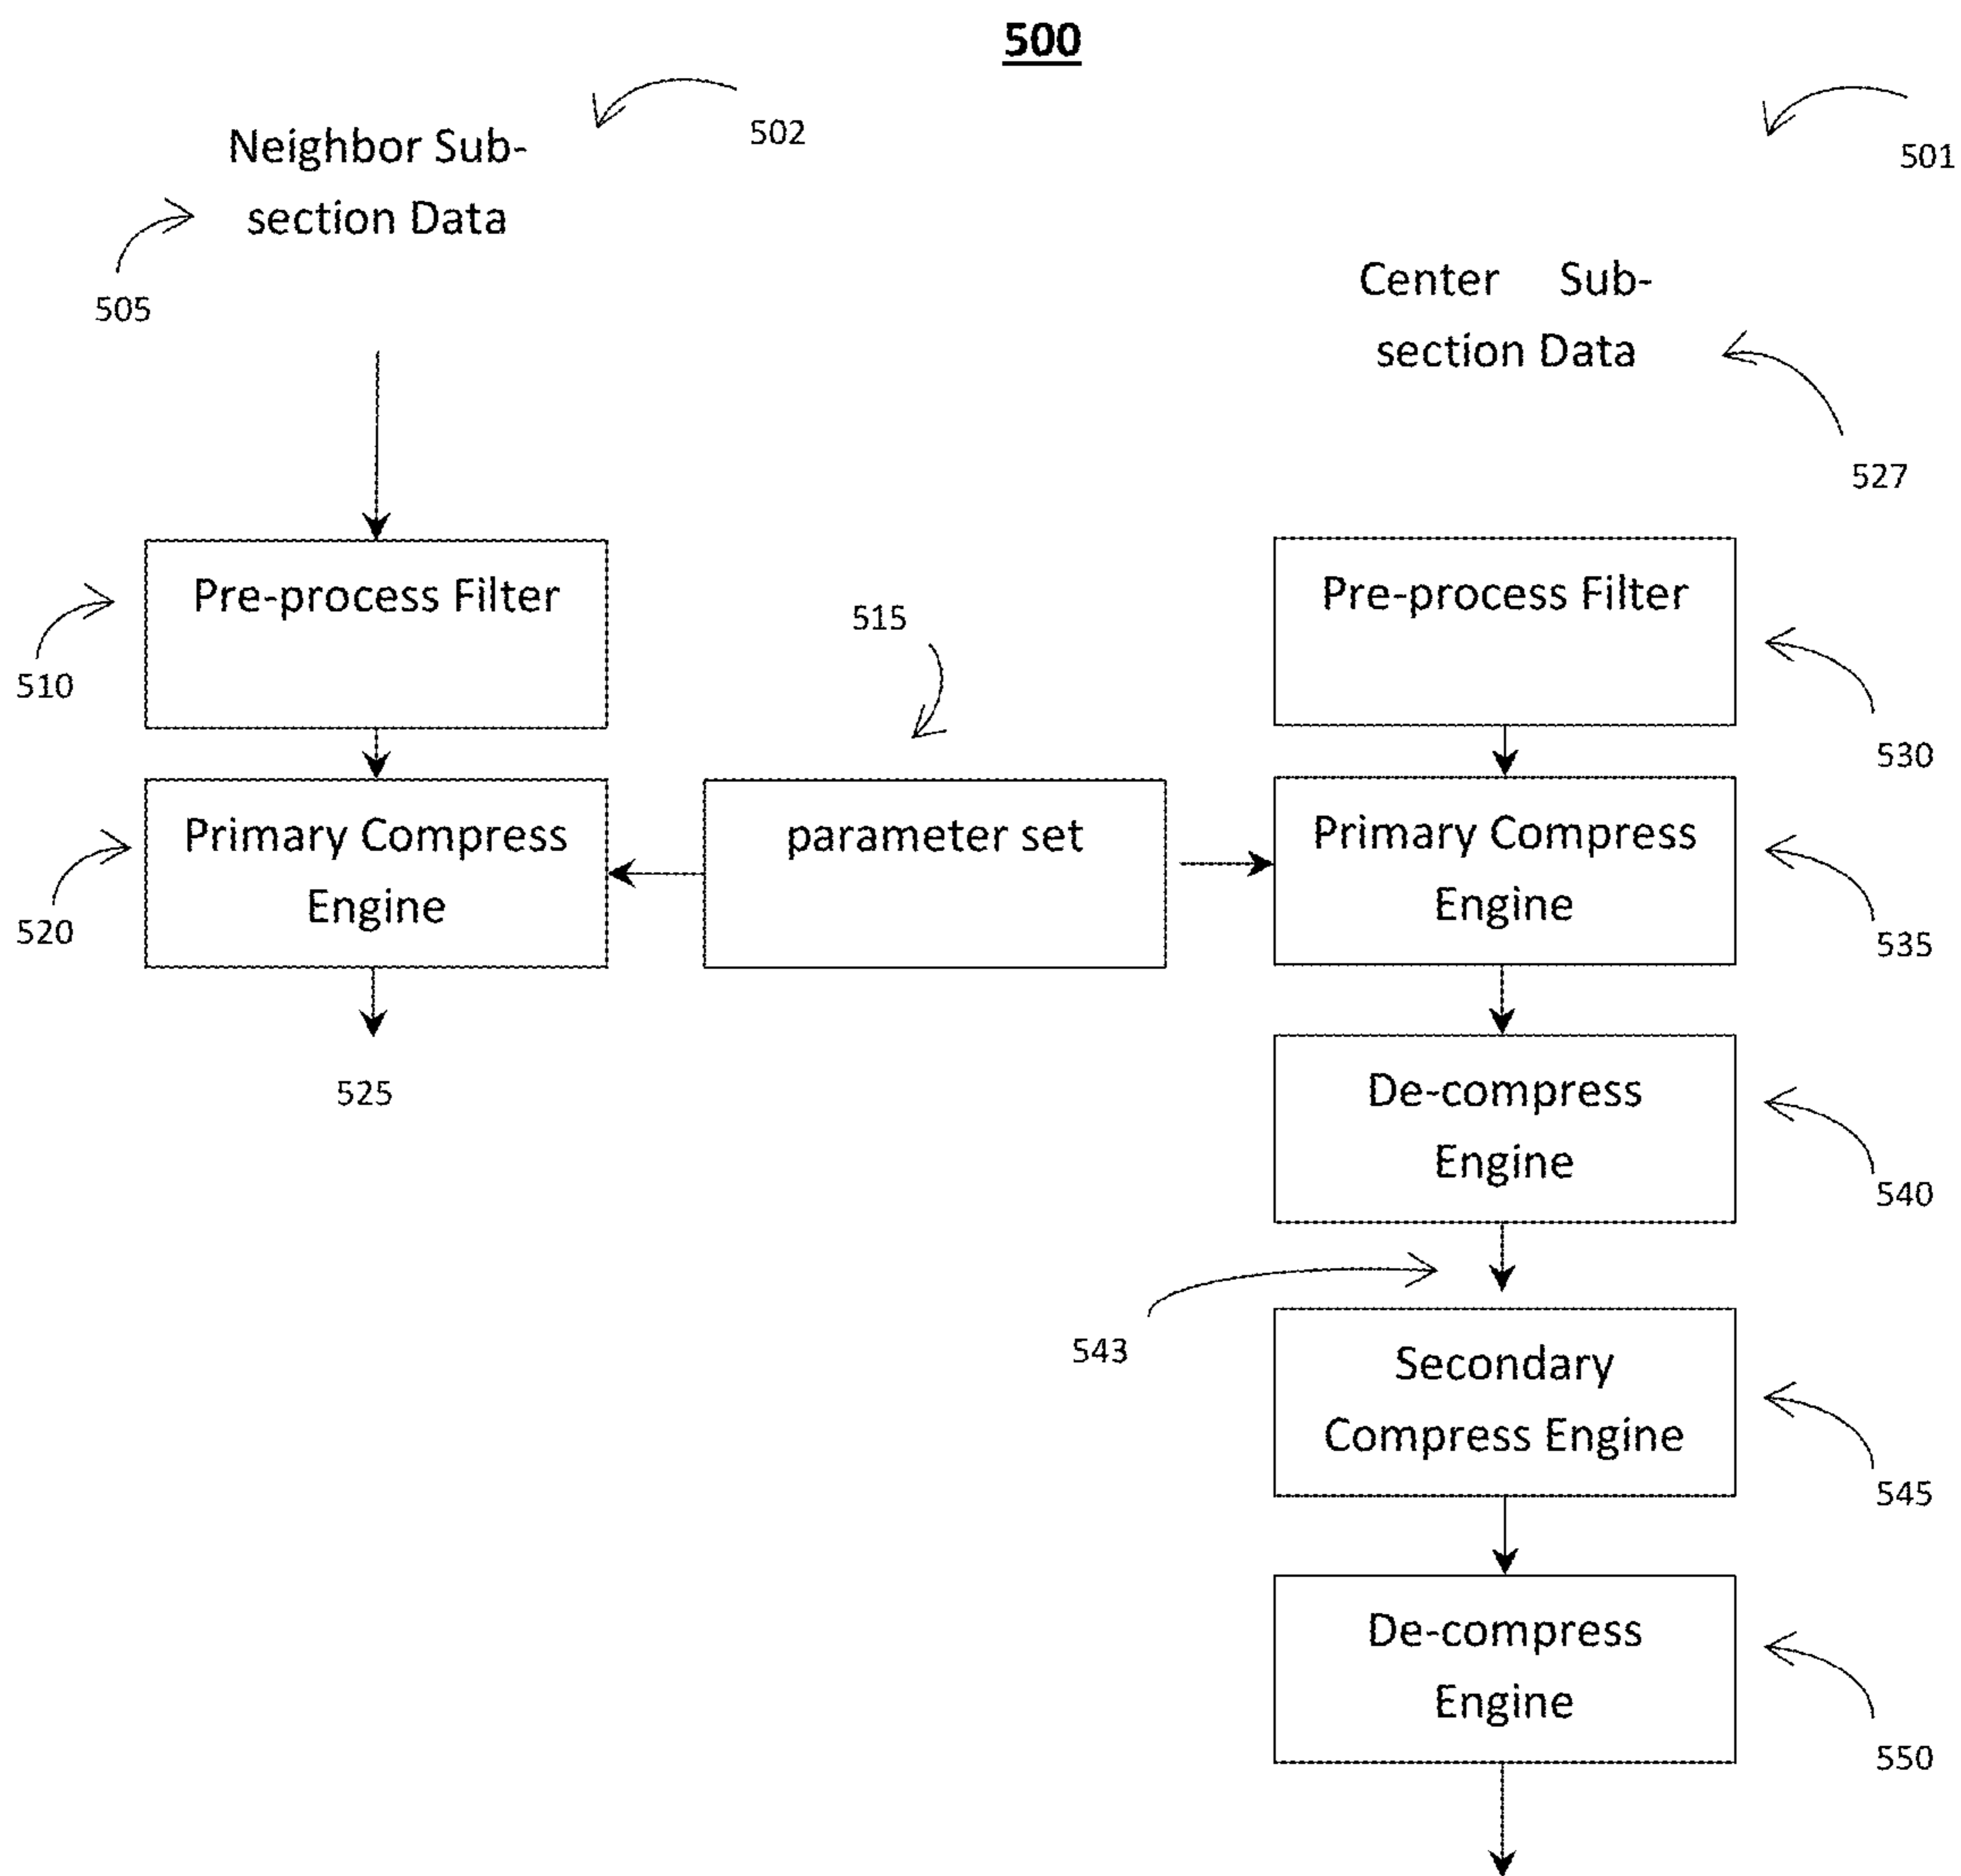 500
502
501
Neighbor Sub-
section Data
505
Center Sub-
section Data
527
Pre-process Filter
510
515
Pre-process Filter
530
Primary Compress
Engine
520
parameter set
Primary Compress
Engine
535
525
De-compress
Engine
540
543
Secondary
Compress Engine
545
De-compress
Engine
550